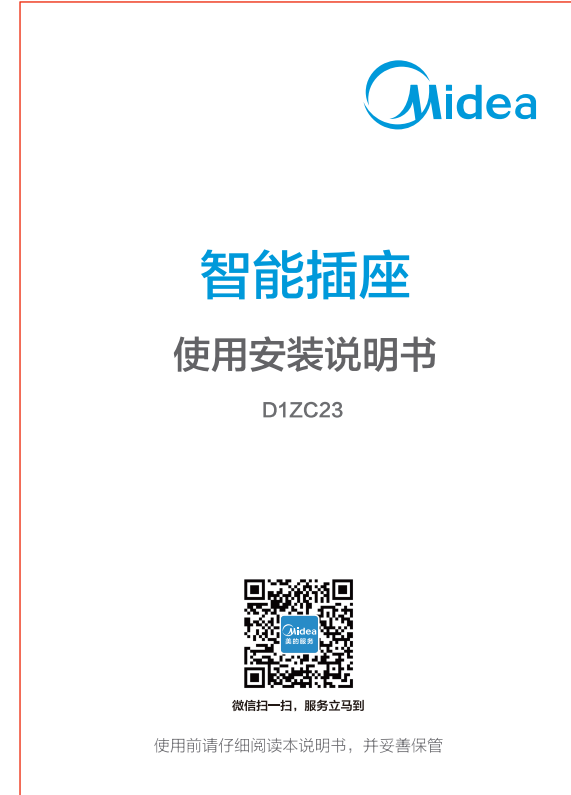 Midea
智能插座
使用安装说明书
D1ZC23
Midea
美的服务
微信扫一扫，服务立马到
使用前请仔细阅读本说明书，并妥善保管